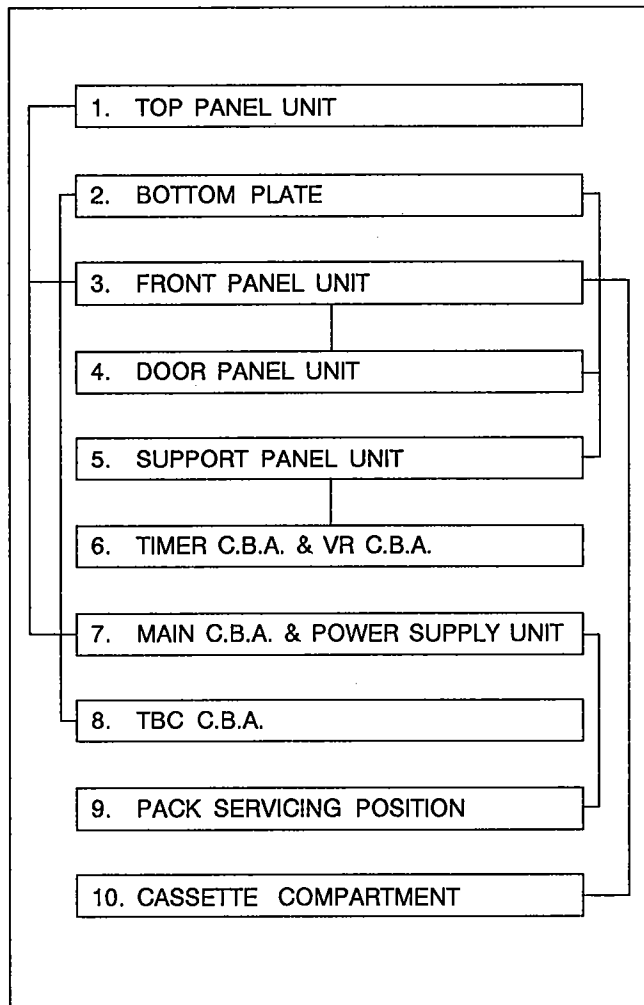 1. TOP PANEL UNIT
2. BOTTOM PLATE
3. FRONT PANEL UNIT
4. DOOR PANEL UNIT
5. SUPPORT PANEL UNIT
6. TIMER C.B.A. & VR C.B.A.
7. MAIN C.B.A. & POWER SUPPLY UNIT
8. TBC C.B.A.
9. PACK SERVICING POSITION
10. CASSETTE COMPARTMENT